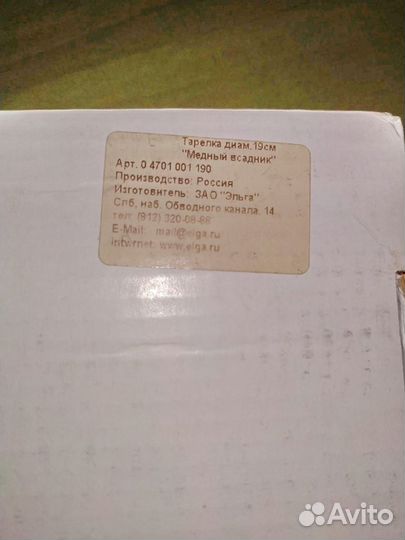 Тарелка диам.19см
"Медный всадник"
Арт. 0 4701 001 190
Производство: Россия
Изготовитель: ЗАО "Эльга"
Спб, наб. Обводного канала, 14
тел: (812) 320-08-88
E-Mail: mail@elga.ru
intwrnet: www.elga.ru
Avito